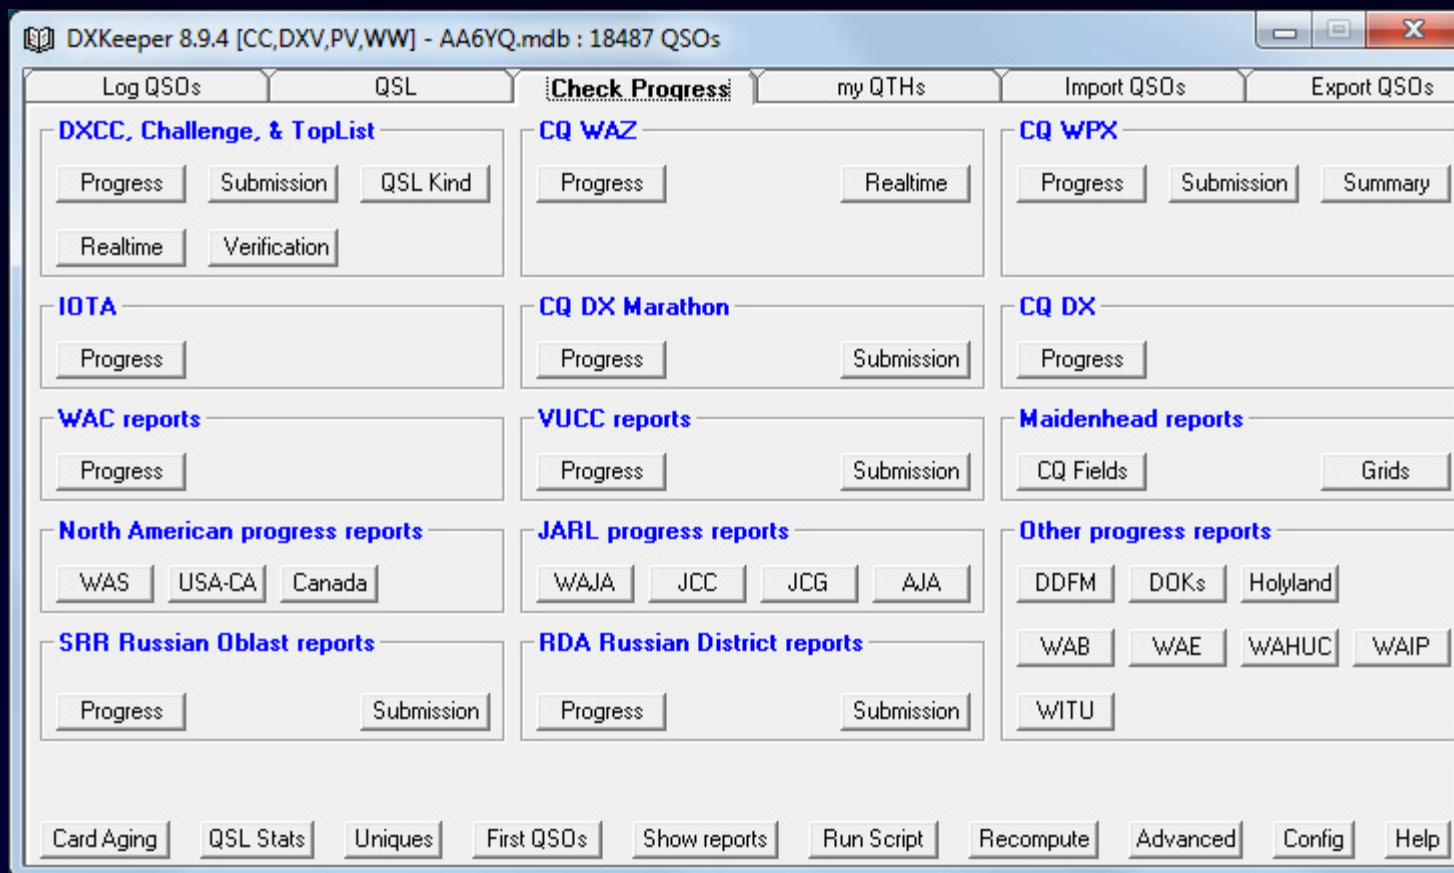 DXKeeper 8.9.4 [CC,DXV,PV,WW] - AA6YQ.mdb : 18487 QSOs
Log QSOs QSL Check Progress my QTHs Import QSOs Export QSOs
DXCC, Challenge, & TopList
Progress Submission QSL Kind
Realtime Verification
CQ WAZ
Progress Realtime
CQ WPX
Progress Submission Summary
IOTA
Progress
CQ DX Marathon
Progress Submission
CQ DX
Progress
WAC reports
Progress
VUCC reports
Progress Submission
Maidenhead reports
CQ Fields Grids
North American progress reports
WAS USA-CA Canada
JARL progress reports
WAJA JCC JCG AJA
Other progress reports
DDFM DOKs Holyland
WAB WAE WAHUC WAIP
WITU
SRR Russian Oblast reports
Progress Submission
RDA Russian District reports
Progress Submission
Card Aging QSL Stats Uniques First QSOs Show reports Run Script Recompute Advanced Config Help